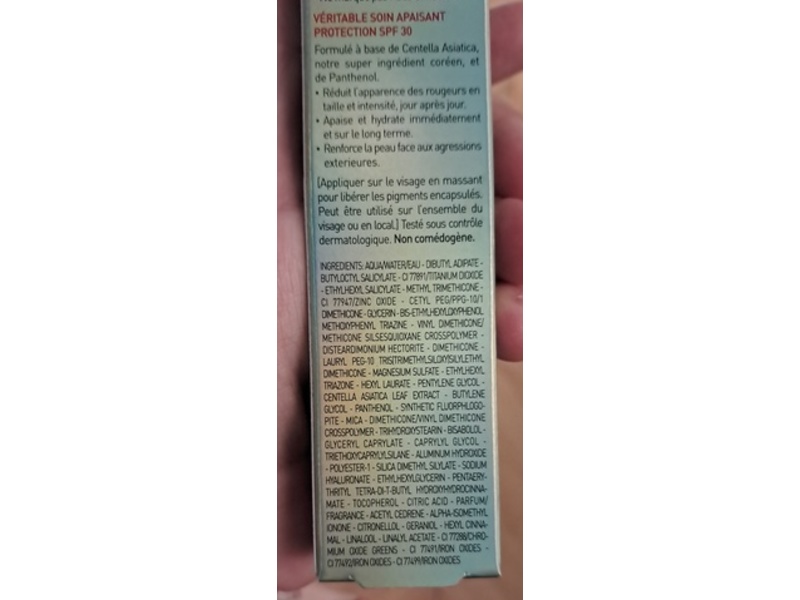 VÉRITABLE SOIN APAISANT
PROTECTION SPF 30
Formulé à base de Centella Asiatica,
notre super ingrédient coréen, et
de Panthenol.
• Réduit l'apparence des rougeurs en
taille et intensité, jour après jour.
• Apaise et hydrate immédiatement
et sur le long terme.
• Renforce la peau face aux agressions
exterieures.
[Appliquer sur le visage en massant
pour libérer les pigments encapsulés.
Peut être utilisé sur l'ensemble du
visage ou en local.] Testé sous contrôle
dermatologique. Non comédogène.
INGREDIENTS: AQUA/WATER/EAU - DIBUTYL ADIPATE -
BUTYLOCTYL SALICYLATE - CI 77891/TITANIUM DIOXIDE
- ETHYLHEXYL SALICYLATE - METHYL TRIMETHICONE -
CI 77947/ZINC OXIDE - CETYL PEG/PPG-10/1
DIMETHICONE - GLYCERIN - BIS-ETHYLHEXYLOXYPHENOL
METHOXYPHENYL TRIAZINE - VINYL DIMETHICONE/
METHICONE SILSESQUIOXANE CROSSPOLYMER -
DISTEARDIMONIUM HECTORITE - DIMETHICONE -
LAURYL PEG-10 TRIS(TRIMETHYLSILOXY)SILYLETHYL
DIMETHICONE - MAGNESIUM SULFATE - ETHYLHEXYL
TRIAZONE - HEXYL LAURATE - PENTYLENE GLYCOL -
CENTELLA ASIATICA LEAF EXTRACT - BUTYLENE
GLYCOL - PANTHENOL - SYNTHETIC FLUORPHLOGO-
PITE - MICA - DIMETHICONE/VINYL DIMETHICONE
CROSSPOLYMER - TRIHYDROXYSTEARIN - BISABOLOL -
GLYCERYL CAPRYLATE - CAPRYLYL GLYCOL -
TRIETHOXYCAPRYLYLSILANE - ALUMINUM HYDROXIDE
- POLYESTER-1 - SILICA DIMETHYL SILYLATE - SODIUM
HYALURONATE - ETHYLHEXYLGLYCERIN - PENTAERY-
THRITYL TETRA-DI-T-BUTYL HYDROXYHYDROCINNA-
MATE - TOCOPHEROL - CITRIC ACID - PARFUM/
FRAGRANCE - ACETYL CEDRENE - ALPHA-ISOMETHYL
IONONE - CITRONELLOL - GERANIOL - HEXYL CINNA-
MAL - LINALOOL - LINALYL ACETATE - CI 77288/CHRO-
MIUM OXIDE GREENS - CI 77491/IRON OXIDES -
CI 77492/IRON OXIDES - CI 77499/IRON OXIDES